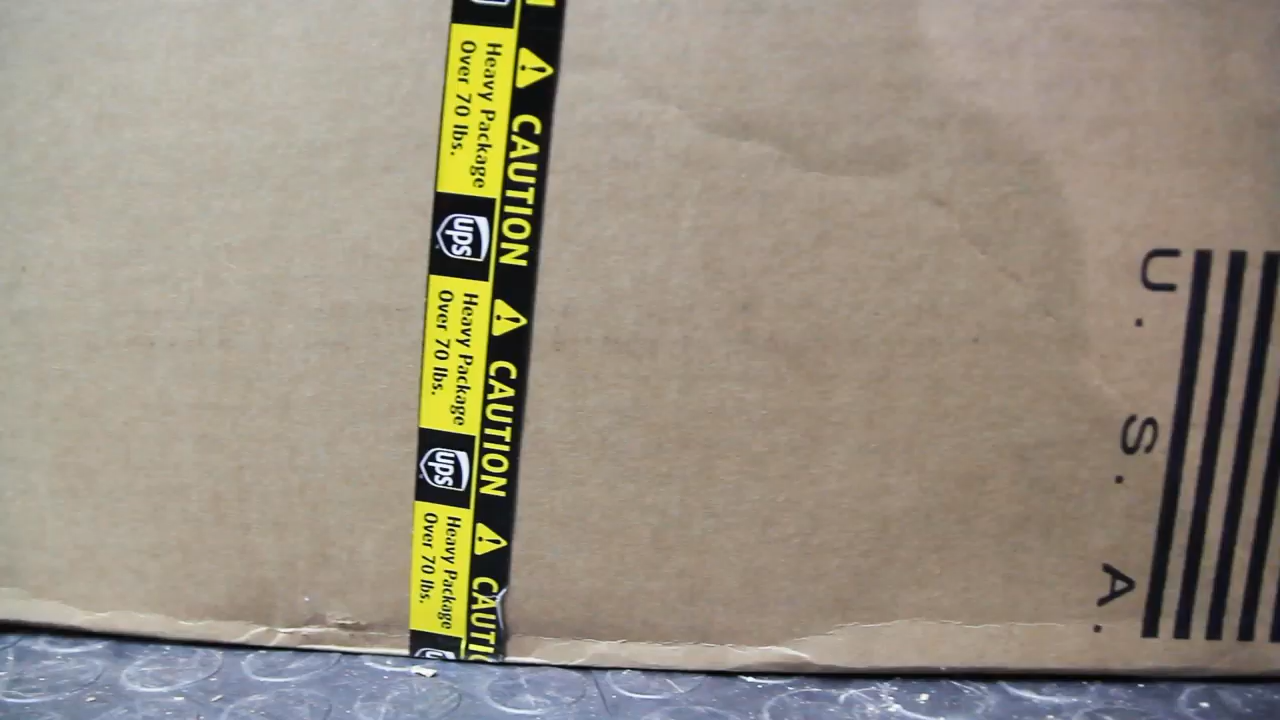 CAUTION
Heavy Package
Over 70 lbs.
ups
CAUTION
Heavy Package
Over 70 lbs.
ups
CAUTI
Heavy Package
Over 70 lbs.
U. S. A.